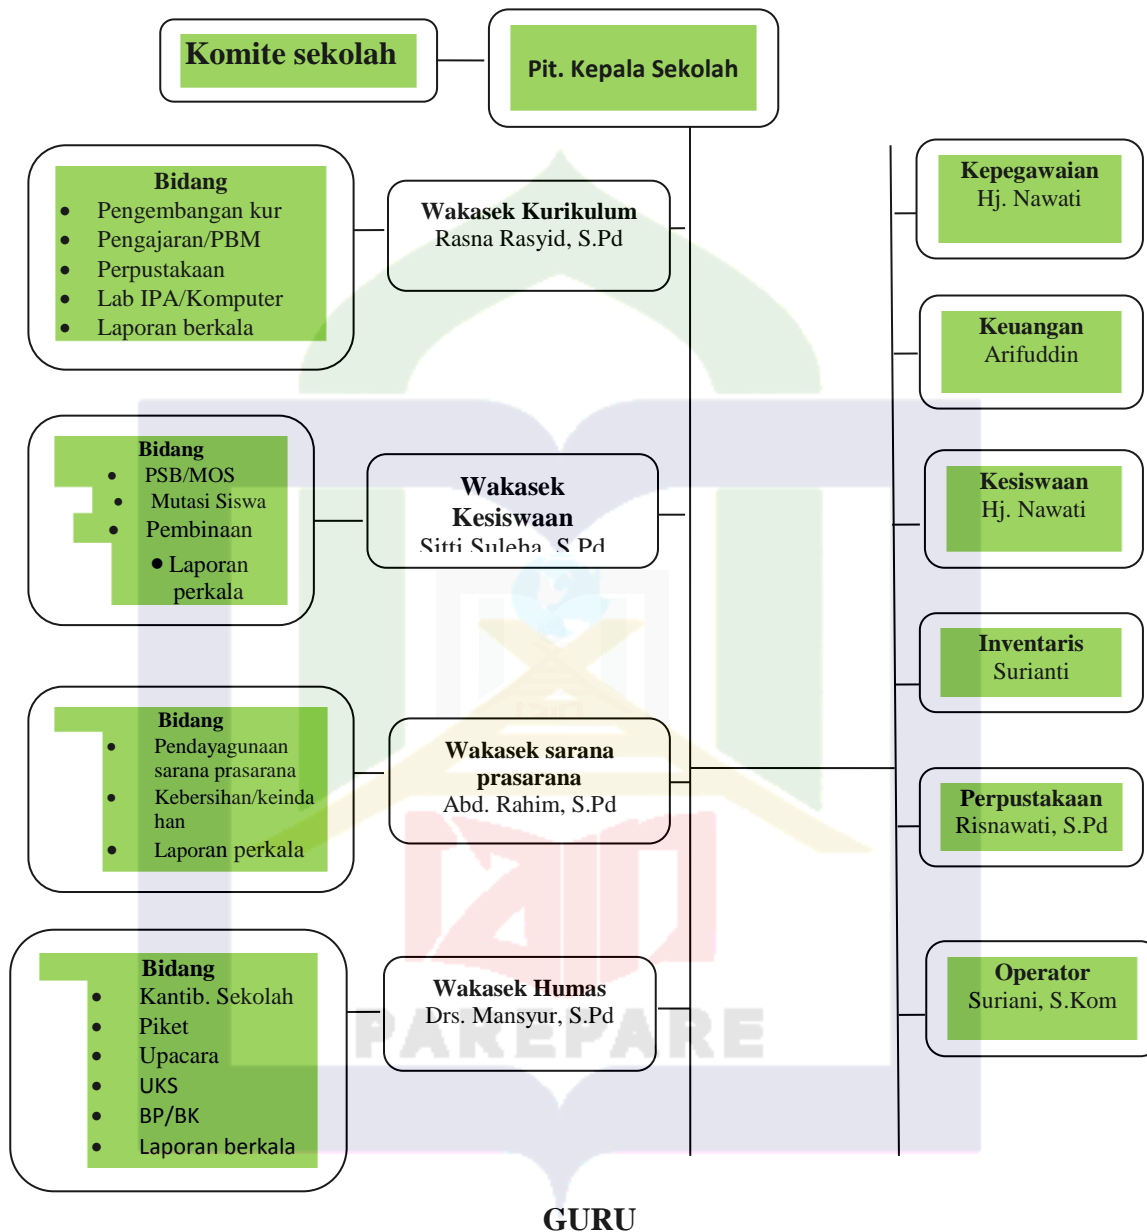 Komite sekolah
Pit. Kepala Sekolah
Bidang
• Pengembangan kur
• Pengajaran/PBM
• Perpustakaan
• Lab IPA/Komputer
• Laporan berkala
Wakasek Kurikulum
Rasna Rasyid, S.Pd
Kepegawaian
Hj. Nawati
Keuangan
Arifuddin
Bidang
• PSB/MOS
• Mutasi Siswa
• Pembinaan
• Laporan
perkala
Wakasek
Kesiswaan
Sitti Suleha, S.Pd
Kesiswaan
Hj. Nawati
Inventaris
Surianti
Bidang
• Pendayagunaan
sarana prasarana
• Kebersihan/keinda
han
• Laporan perkala
Wakasek sarana
prasarana
Abd. Rahim, S.Pd
Perpustakaan
Risnawati, S.Pd
Bidang
• Kantib. Sekolah
• Piket
• Upacara
• UKS
• BP/BK
• Laporan berkala
Wakasek Humas
Drs. Mansyur, S.Pd
Operator
Suriani, S.Kom
PAREPARE
GURU